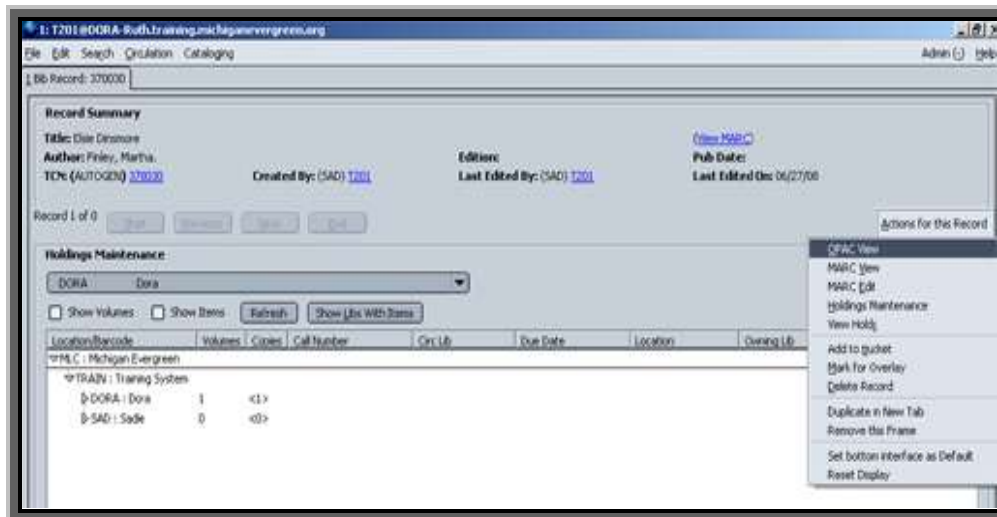 1: T201@DORA-Ruth.training.michiganevergreen.org
File Edit Search Circulation Cataloging Admin (-) Help
1 Bib Record: 370030
Record Summary
Title: Elsie Dinsmore (View MARC)
Author: Finley, Martha. Edition: Pub Date:
TCN: (AUTOGEN) 370030 Created By: (SAD) T201 Last Edited By: (SAD) T201 Last Edited On: 06/27/08
Record 1 of 0 Start Previous Next End Actions for this Record
Holdings Maintenance
DORA Dora
Show Volumes Show Items Refresh Show Libs With Items
Location/Barcode Volumes Copies Call Number Circ Lib Due Date Location Owning Lib
MLC : Michigan Evergreen
TRAIN : Training System
DORA : Dora 1 <1>
SAD : Sadie 0 <0>
OPAC View
MARC View
MARC Edit
Holdings Maintenance
View Holds
Add to Bucket
Mark for Overlay
Delete Record
Duplicate in New Tab
Remove this Frame
Set bottom interface as Default
Reset Display